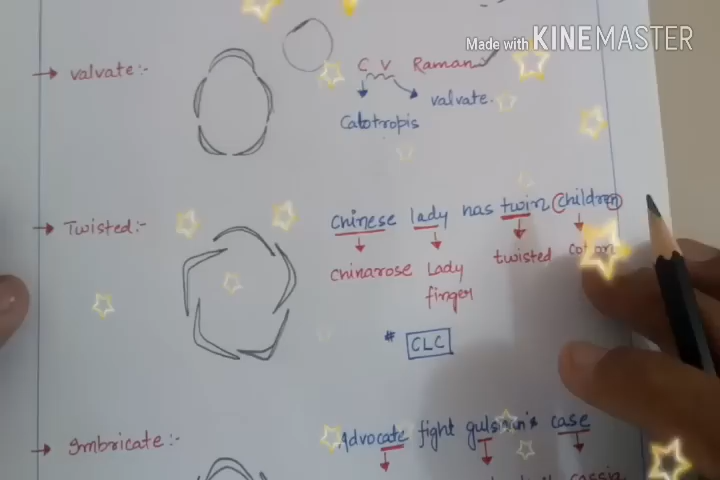 Made with KINEMASTER
→ Valvate:- C V Raman
Calotropis valvate.
→ Twisted:- Chinese lady has twin Children
chinarose Lady finger twisted
* CLC
→ Imbricate:- Advocate fight case
cassia